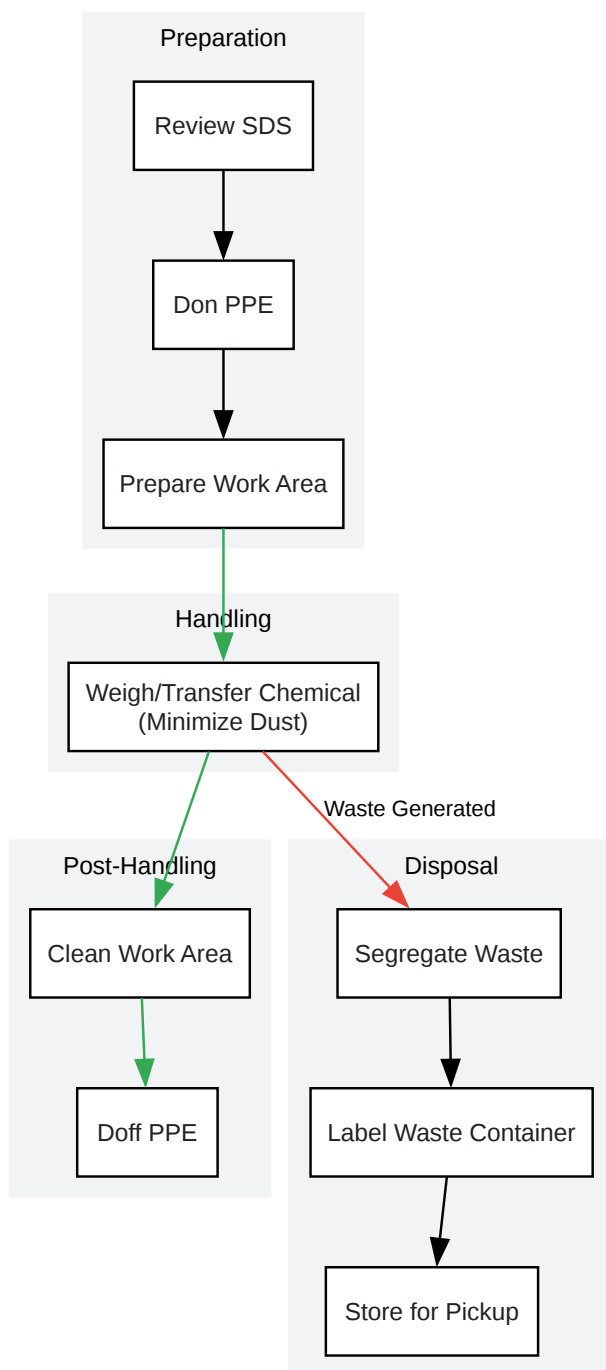 Preparation
Review SDS
Don PPE
Prepare Work Area
Handling
Weigh/Transfer Chemical
(Minimize Dust)
Waste Generated
Post-Handling
Clean Work Area
Doff PPE
Disposal
Segregate Waste
Label Waste Container
Store for Pickup